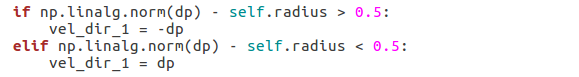 if np.linalg.norm(dp) - self.radius > 0.5:
    vel_dir_1 = -dp
elif np.linalg.norm(dp) - self.radius < 0.5:
    vel_dir_1 = dp